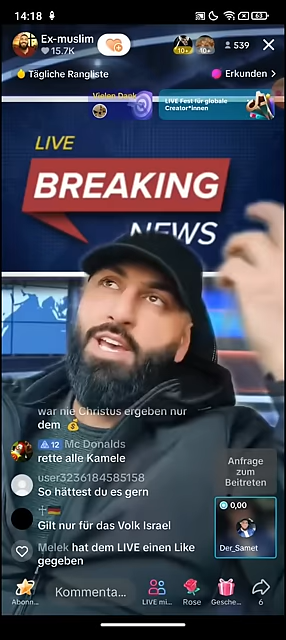 14:18
63
Ex-muslim
15.7K
10+
10+
539
Tägliche Rangliste
Erkunden >
Vielen Dank
LIVE Fest für globale
Creator*innen
LIVE
BREAKING
NEWS
war nie Christus ergeben nur
dem 💰
12 Mc Donalds
rette alle Kamele
user3236184585158
So hättest du es gern
✝️🇩🇪
Gilt nur für das Volk Israel
Melek hat dem LIVE einen Like
gegeben
Anfrage
zum
Beitreten
0,00
Der_Samet
Abonn...
Kommenta...
LIVE mi...
Rose
Gesche...
6